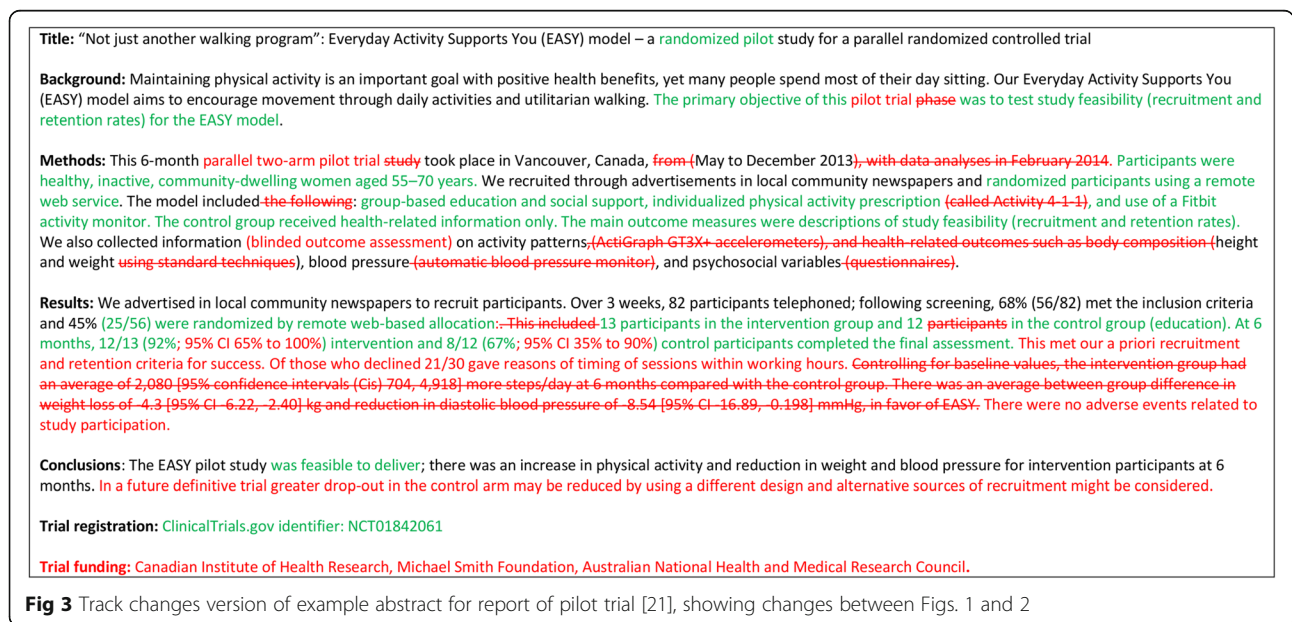 Title: “Not just another walking program”: Everyday Activity Supports You (EASY) model – a randomized pilot study for a parallel randomized controlled trial
Background: Maintaining physical activity is an important goal with positive health benefits, yet many people spend most of their day sitting. Our Everyday Activity Supports You
(EASY) model aims to encourage movement through daily activities and utilitarian walking. The primary objective of this pilot trial phase was to test study feasibility (recruitment and
retention rates) for the EASY model.
Methods: This 6-month parallel two-arm pilot trial study took place in Vancouver, Canada, from (May to December 2013), with data analyses in February 2014. Participants were
healthy, inactive, community-dwelling women aged 55–70 years. We recruited through advertisements in local community newspapers and randomized participants using a remote
web service. The model included the following: group-based education and social support, individualized physical activity prescription (called Activity 4-1-1), and use of a Fitbit
activity monitor. The control group received health-related information only. The main outcome measures were descriptions of study feasibility (recruitment and retention rates).
We also collected information (blinded outcome assessment) on activity patterns,(ActiGraph GT3X+ accelerometers), and health-related outcomes such as body composition (height
and weight using standard techniques), blood pressure (automatic blood pressure monitor), and psychosocial variables (questionnaires).
Results: We advertised in local community newspapers to recruit participants. Over 3 weeks, 82 participants telephoned; following screening, 68% (56/82) met the inclusion criteria
and 45% (25/56) were randomized by remote web-based allocation:. This included 13 participants in the intervention group and 12 participants in the control group (education). At 6
months, 12/13 (92%; 95% CI 65% to 100%) intervention and 8/12 (67%; 95% CI 35% to 90%) control participants completed the final assessment. This met our a priori recruitment
and retention criteria for success. Of those who declined 21/30 gave reasons of timing of sessions within working hours. Controlling for baseline values, the intervention group had
an average of 2,080 [95% confidence intervals (Cis) 704, 4,918] more steps/day at 6 months compared with the control group. There was an average between group difference in
weight loss of -4.3 [95% CI -6.22, -2.40] kg and reduction in diastolic blood pressure of -8.54 [95% CI -16.89, -0.198] mmHg, in favor of EASY. There were no adverse events related to
study participation.
Conclusions: The EASY pilot study was feasible to deliver; there was an increase in physical activity and reduction in weight and blood pressure for intervention participants at 6
months. In a future definitive trial greater drop-out in the control arm may be reduced by using a different design and alternative sources of recruitment might be considered.
Trial registration: ClinicalTrials.gov identifier: NCT01842061
Trial funding: Canadian Institute of Health Research, Michael Smith Foundation, Australian National Health and Medical Research Council.
Fig 3 Track changes version of example abstract for report of pilot trial [21], showing changes between Figs. 1 and 2